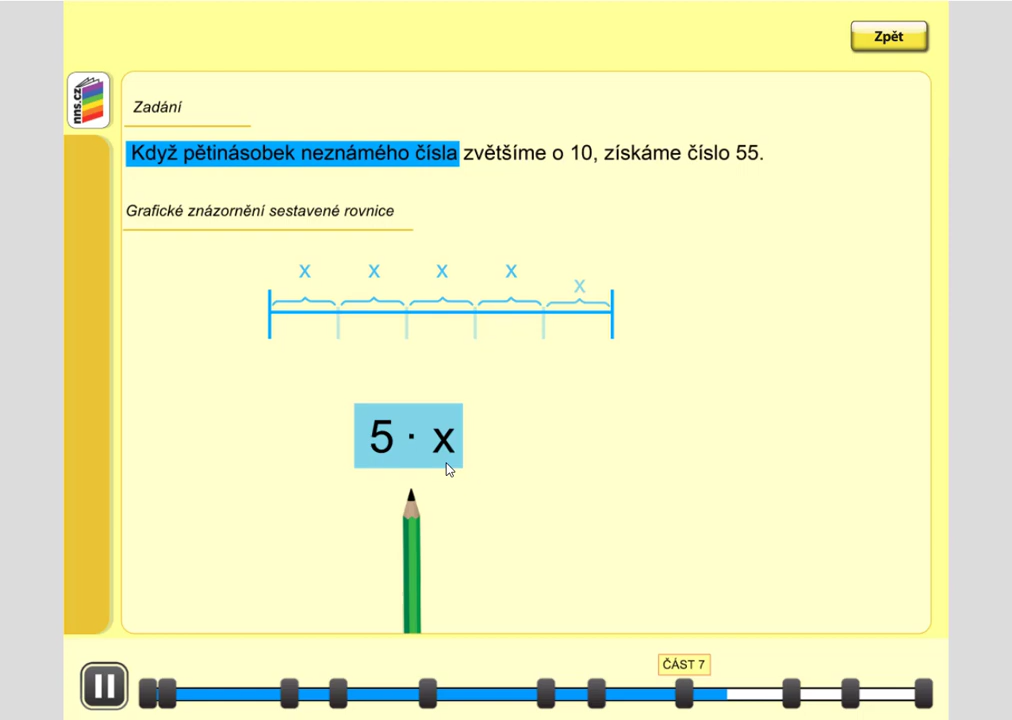 Zpět
nns.cz
Zadání
Když pětinásobek neznámého čísla zvětšíme o 10, získáme číslo 55.
Grafické znázornění sestavené rovnice
x x x x x
5 · x
ČÁST 7